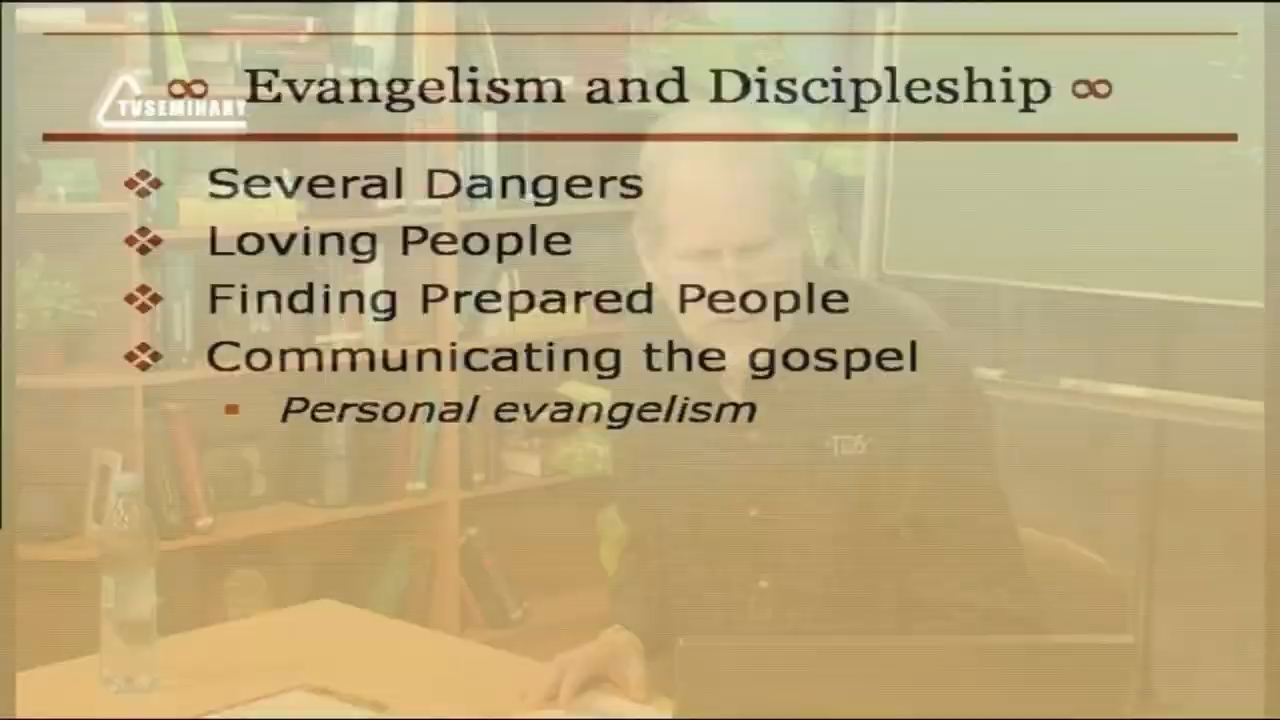 ∞ Evangelism and Discipleship ∞
TVSEMINARY
Several Dangers
Loving People
Finding Prepared People
Communicating the gospel
Personal evangelism